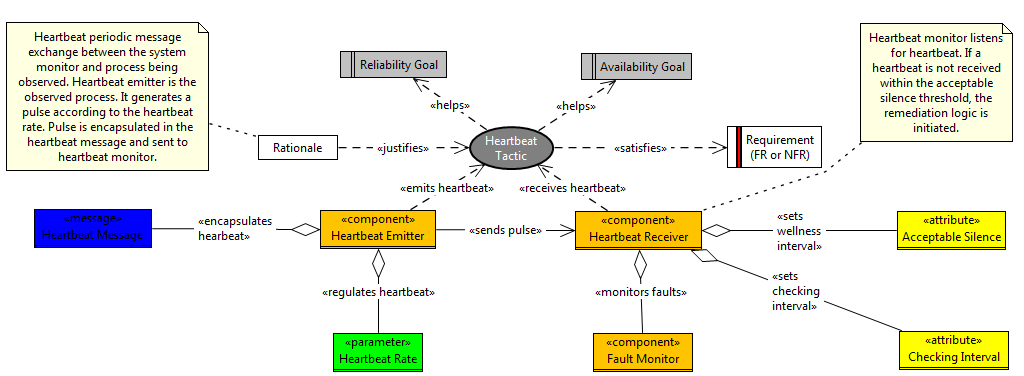 Heartbeat periodic message
exchange between the system
monitor and process being
observed. Heartbeat emitter is the
observed process. It generates a
pulse according to the heartbeat
rate. Pulse is encapsulated in the
heartbeat message and sent to
heartbeat monitor.
Reliability Goal
Availability Goal
Heartbeat monitor listens
for heartbeat. If a
heartbeat is not received
within the acceptable
silence threshold, the
remediation logic is
initiated.
«helps»
«helps»
Rationale
«justifies»
Heartbeat
Tactic
«satisfies»
Requirement
(FR or NFR)
«emits heartbeat»
«receives heartbeat»
«message»
Heartbeat Message
«encapsulates
hearbeat»
«component»
Heartbeat Emitter
«sends pulse»
«component»
Heartbeat Receiver
«sets
wellness
interval»
«attribute»
Acceptable Silence
«regulates heartbeat»
«monitors faults»
«sets
checking
interval»
«parameter»
Heartbeat Rate
«component»
Fault Monitor
«attribute»
Checking Interval